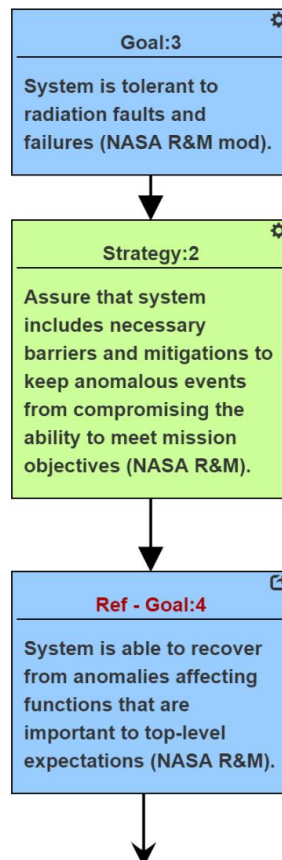 Goal:3
System is tolerant to
radiation faults and
failures (NASA R&M mod).
Strategy:2
Assure that system
includes necessary
barriers and mitigations to
keep anomalous events
from compromising the
ability to meet mission
objectives (NASA R&M).
Ref - Goal:4
System is able to recover
from anomalies affecting
functions that are
important to top-level
expectations (NASA R&M).